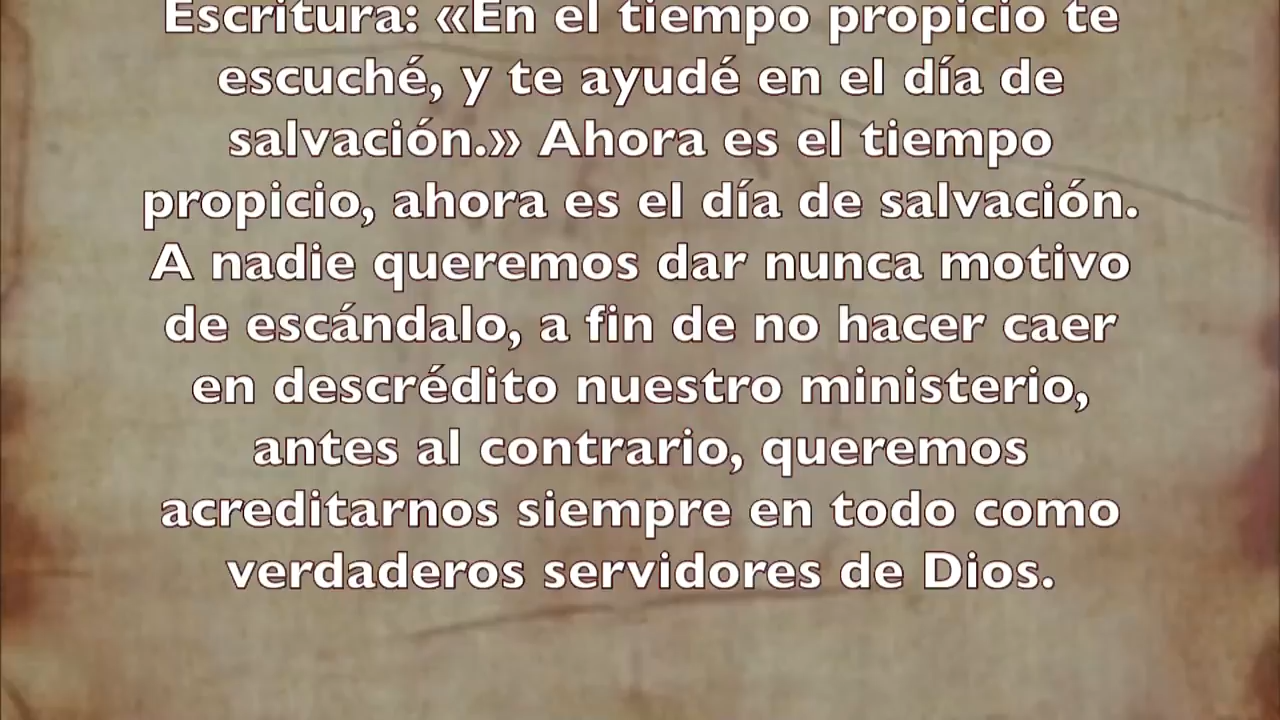 Escritura: «En el tiempo propicio te
escuché, y te ayudé en el día de
salvación.» Ahora es el tiempo
propicio, ahora es el día de salvación.
A nadie queremos dar nunca motivo
de escándalo, a fin de no hacer caer
en descrédito nuestro ministerio,
antes al contrario, queremos
acreditarnos siempre en todo como
verdaderos servidores de Dios.